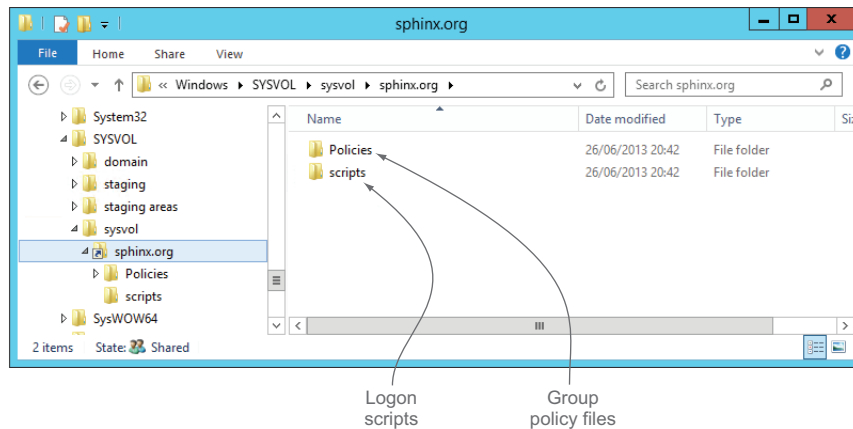 sphinx.org
File Home Share View
« Windows SYSVOL sysvol sphinx.org Search sphinx.org
System32
SYSVOL
domain
staging
staging areas
sysvol
sphinx.org
Policies
scripts
SysWOW64
Name Date modified Type
Policies 26/06/2013 20:42 File folder
scripts 26/06/2013 20:42 File folder
2 items State: Shared
Logon
scripts
Group
policy files